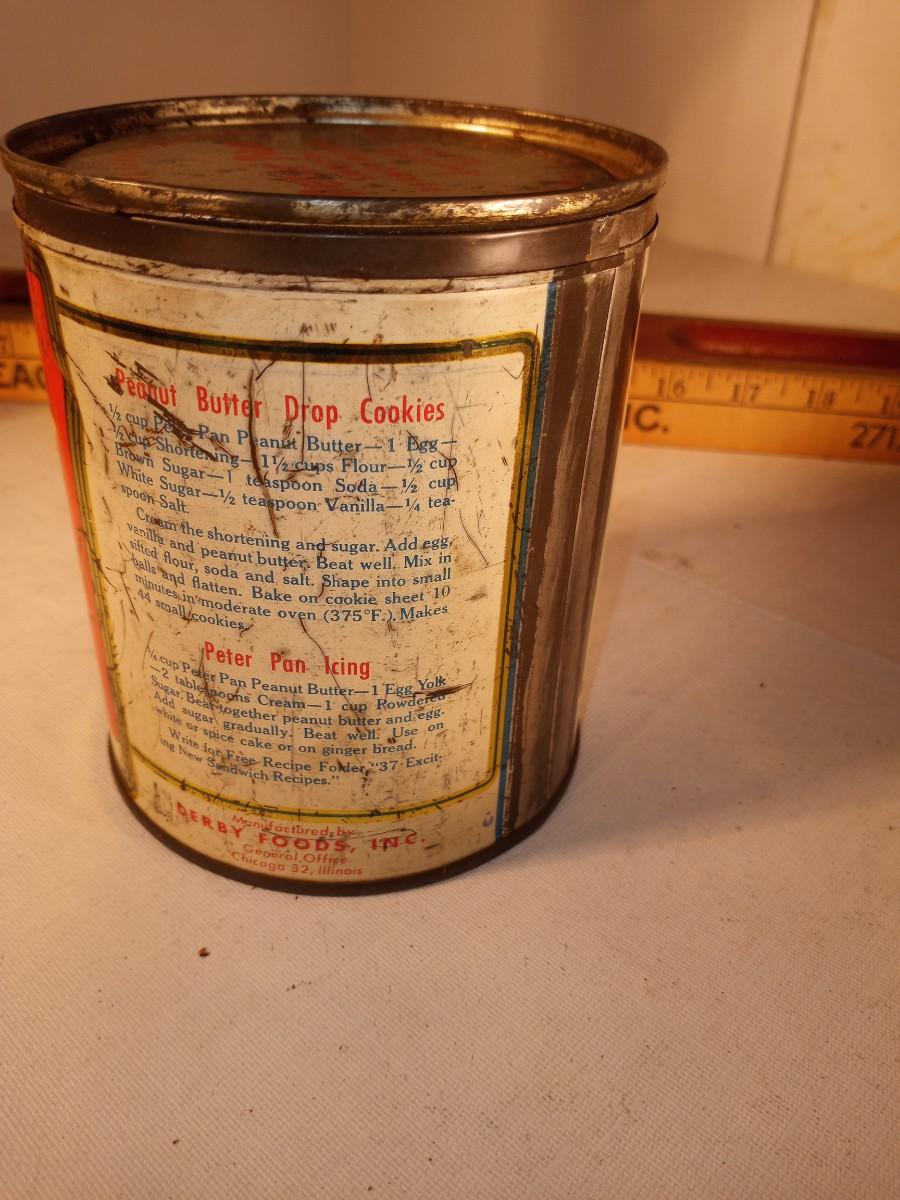 Peanut Butter Drop Cookies
½ cup Peter Pan Peanut Butter—1 Egg—
½ cup Shortening—1½ cups Flour—½ cup
Brown Sugar—1 teaspoon Soda—½ cup
White Sugar—½ teaspoon Vanilla—¼ tea-
spoon Salt.
Cream the shortening and sugar. Add egg,
vanilla and peanut butter. Beat well. Mix in
sifted flour, soda and salt. Shape into small
balls and flatten. Bake on cookie sheet 10
minutes in moderate oven (375°F.). Makes
44 small cookies.
Peter Pan Icing
¼ cup Peter Pan Peanut Butter—1 Egg Yolk
—2 tablespoons Cream—1 cup Powdered
Sugar. Beat together peanut butter and egg.
Add sugar gradually. Beat well. Use on
white or spice cake or on ginger bread.
Write for Free Recipe Folder, "37 Excit-
ing New Sandwich Recipes."
Manufactured by
DERBY FOODS, INC.
General Office
Chicago 32, Illinois
16 17 18
NC.
2712